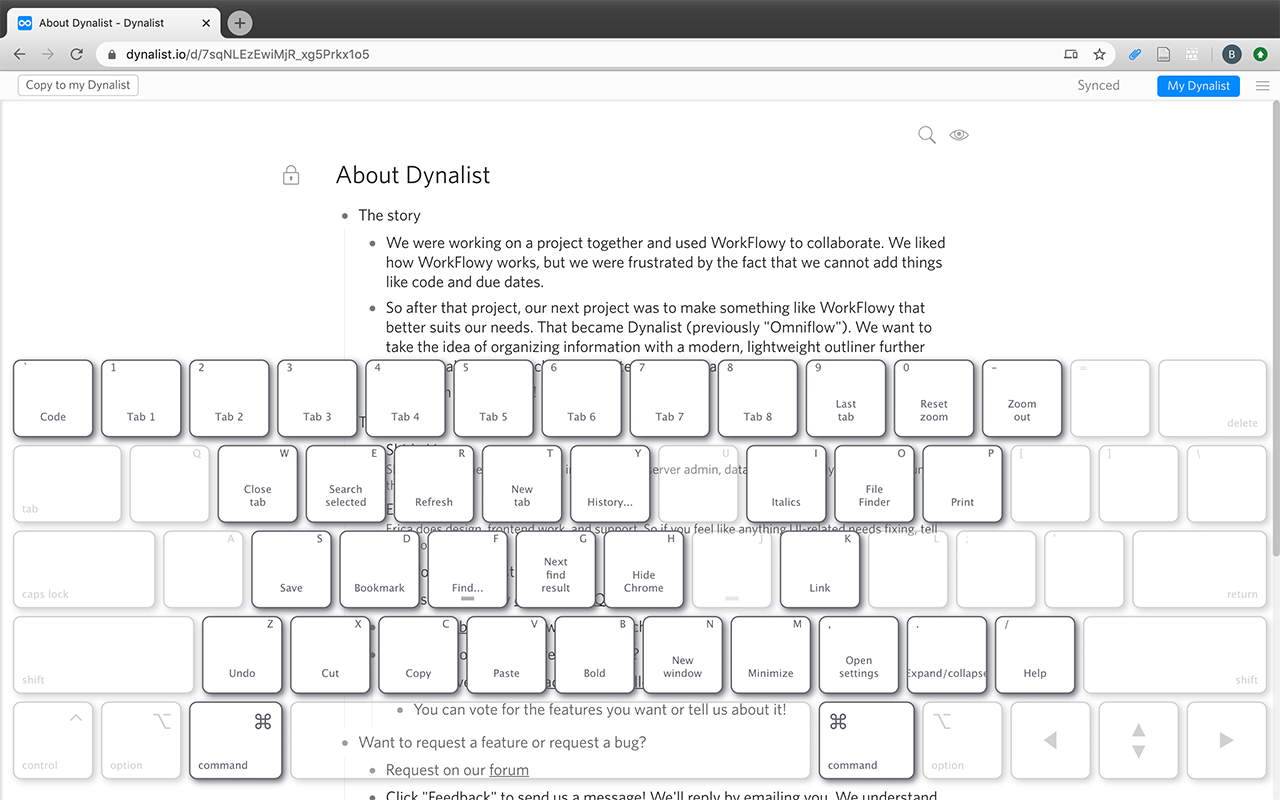 About Dynalist - Dynalist
dynalist.io/d/7sqNLEzEwiMjR_xg5Prkx1o5
B
Copy to my Dynalist
Synced
My Dynalist
About Dynalist
The story
We were working on a project together and used WorkFlowy to collaborate. We liked
how WorkFlowy works, but we were frustrated by the fact that we cannot add things
like code and due dates.
So after that project, our next project was to make something like WorkFlowy that
better suits our needs. That became Dynalist (previously "Omniflow"). We want to
take the idea of organizing information with a modern, lightweight outliner further
` 1 2 3 4 5 6 7 8 9 0 – =
Code Tab 1 Tab 2 Tab 3 Tab 4 Tab 5 Tab 6 Tab 7 Tab 8 Last tab Reset zoom Zoom out delete
Q W E R T Y U I O P [ ] \
server admin,
tab Close tab Search selected Refresh New tab History... Italics File Finder Print
Erica does design, frontend work, and support. So if you feel like anything UI-related needs fixing, tell
A S D F G H J K L ; '
caps lock Save Bookmark Find... Next find result Hide Chrome Link return
Z X C V B N M , . /
shift Undo Cut Copy Paste Bold New window Minimize Open settings Expand/collapse Help shift
You can vote for the features you want or tell us about it!
⌘ ⌘
control option command command option
Want to request a feature or request a bug?
Request on our forum
Click "Feedback" to send us a message! We'll reply by emailing you. We understand